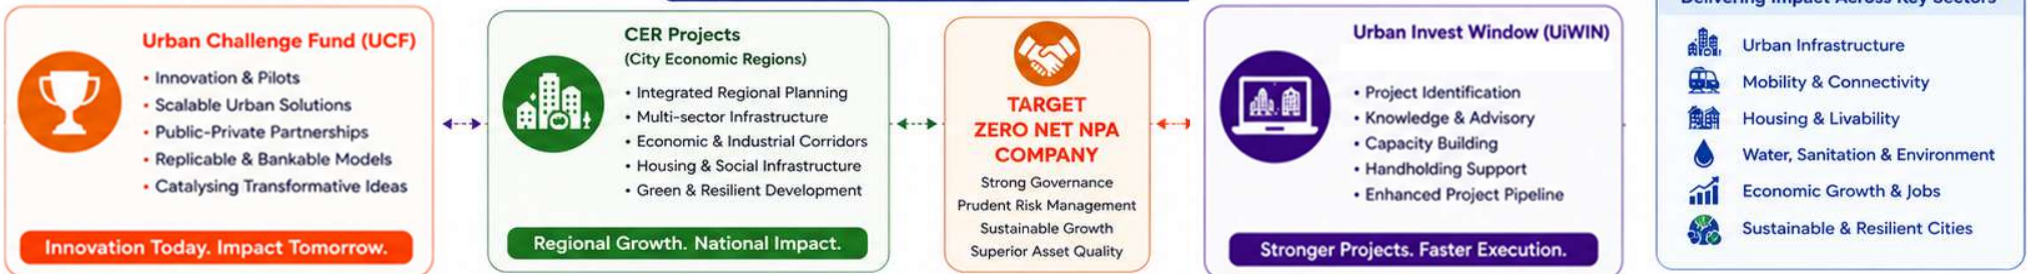 Urban Challenge Fund (UCF)
• Innovation & Pilots
• Scalable Urban Solutions
• Public-Private Partnerships
• Replicable & Bankable Models
• Catalysing Transformative Ideas
Innovation Today. Impact Tomorrow.
CER Projects
(City Economic Regions)
• Integrated Regional Planning
• Multi-sector Infrastructure
• Economic & Industrial Corridors
• Housing & Social Infrastructure
• Green & Resilient Development
Regional Growth. National Impact.
TARGET
ZERO NET NPA
COMPANY
Strong Governance
Prudent Risk Management
Sustainable Growth
Superior Asset Quality
Urban Invest Window (UiWIN)
• Project Identification
• Knowledge & Advisory
• Capacity Building
• Handholding Support
• Enhanced Project Pipeline
Stronger Projects. Faster Execution.
Delivering Impact Across Key Sectors
Urban Infrastructure
Mobility & Connectivity
Housing & Livability
Water, Sanitation & Environment
Economic Growth & Jobs
Sustainable & Resilient Cities